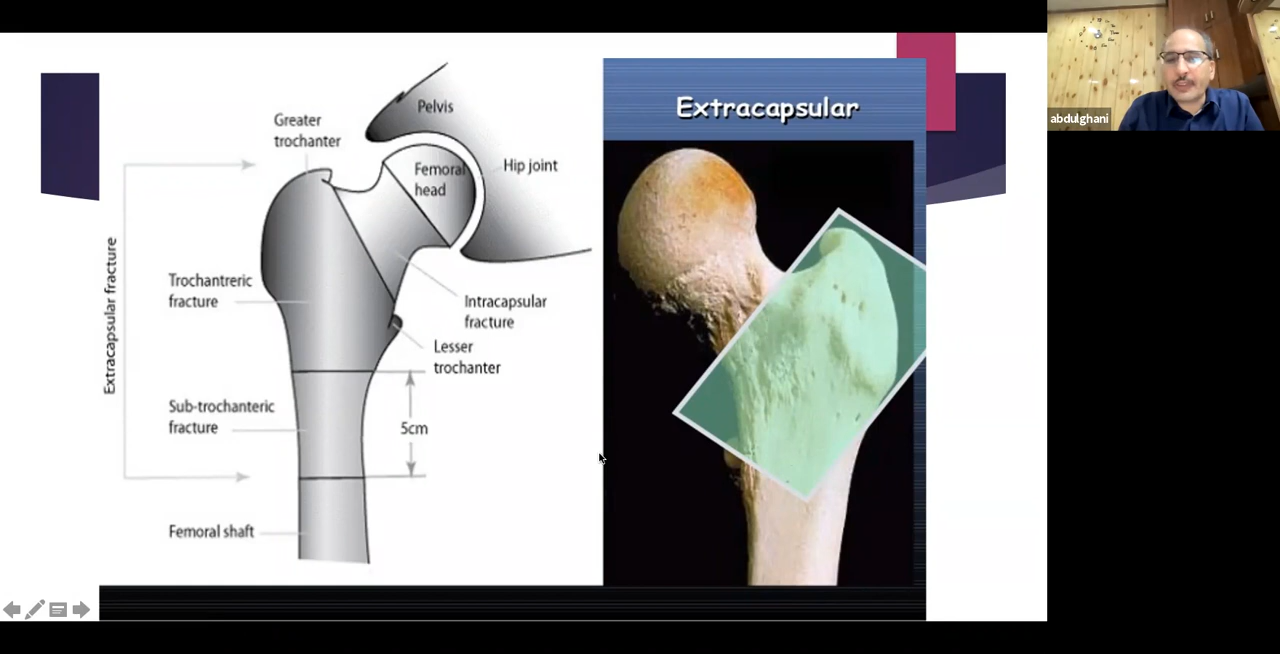 Pelvis
Greater
trochanter
Femoral
head
Hip joint
Extracapsular fracture
Trochantreric
fracture
Intracapsular
fracture
Lesser
trochanter
Sub-trochanteric
fracture
5cm
Femoral shaft
Extracapsular
abdulghani